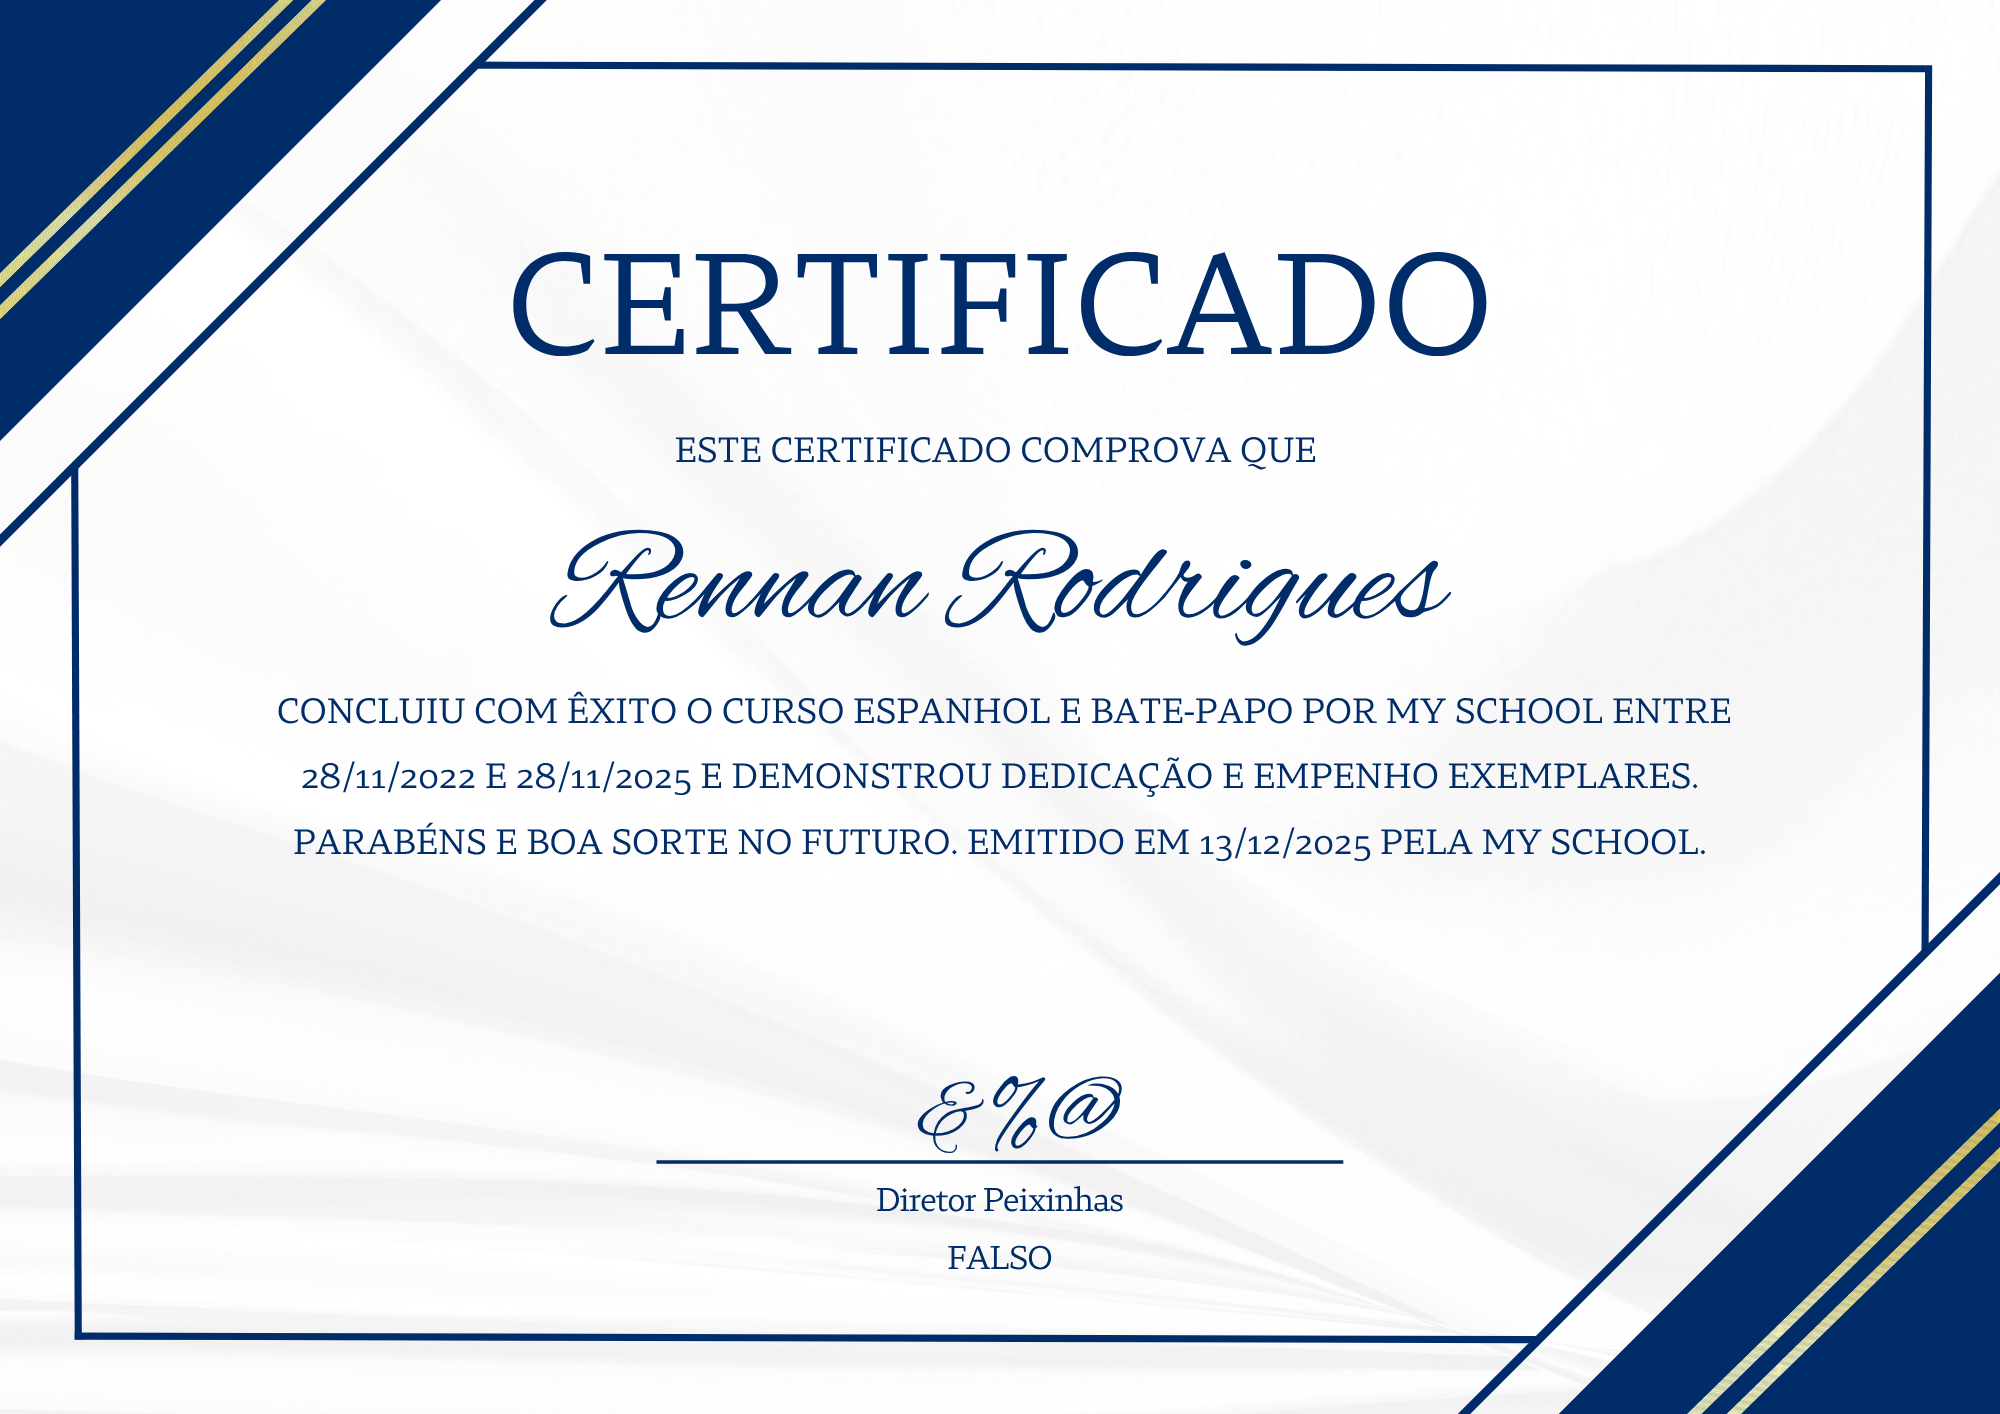 CERTIFICADO
ESTE CERTIFICADO COMPROVA QUE
Rennan Rodrigues
CONCLUIU COM ÊXITO O CURSO ESPANHOL E BATE-PAPO POR MY SCHOOL ENTRE
28/11/2022 E 28/11/2025 E DEMONSTROU DEDICAÇÃO E EMPENHO EXEMPLARES.
PARABÉNS E BOA SORTE NO FUTURO. EMITIDO EM 13/12/2025 PELA MY SCHOOL.
&%@
Diretor Peixinhas
FALSO